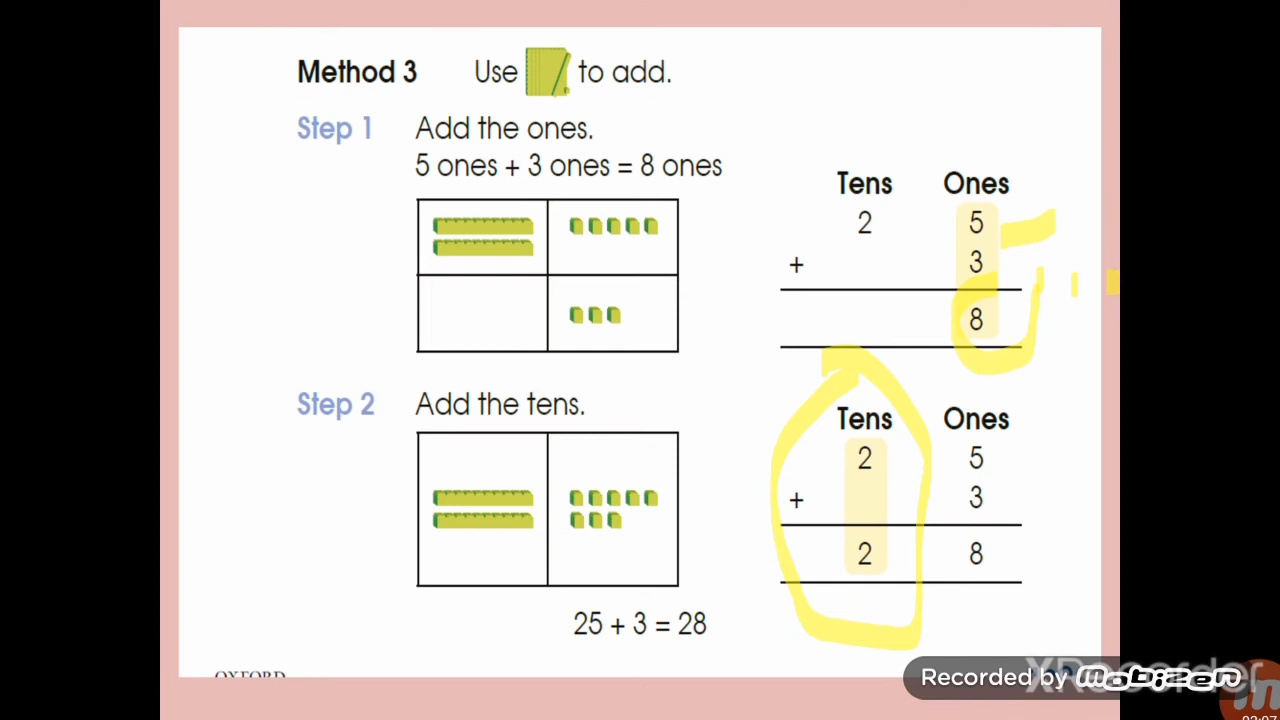 Method 3 Use to add.
Step 1 Add the ones.
5 ones + 3 ones = 8 ones
Tens Ones
2 5
+ 3
8
Step 2 Add the tens.
Tens Ones
2 5
+ 3
2 8
25 + 3 = 28
OXFORD
Recorded by mobizen